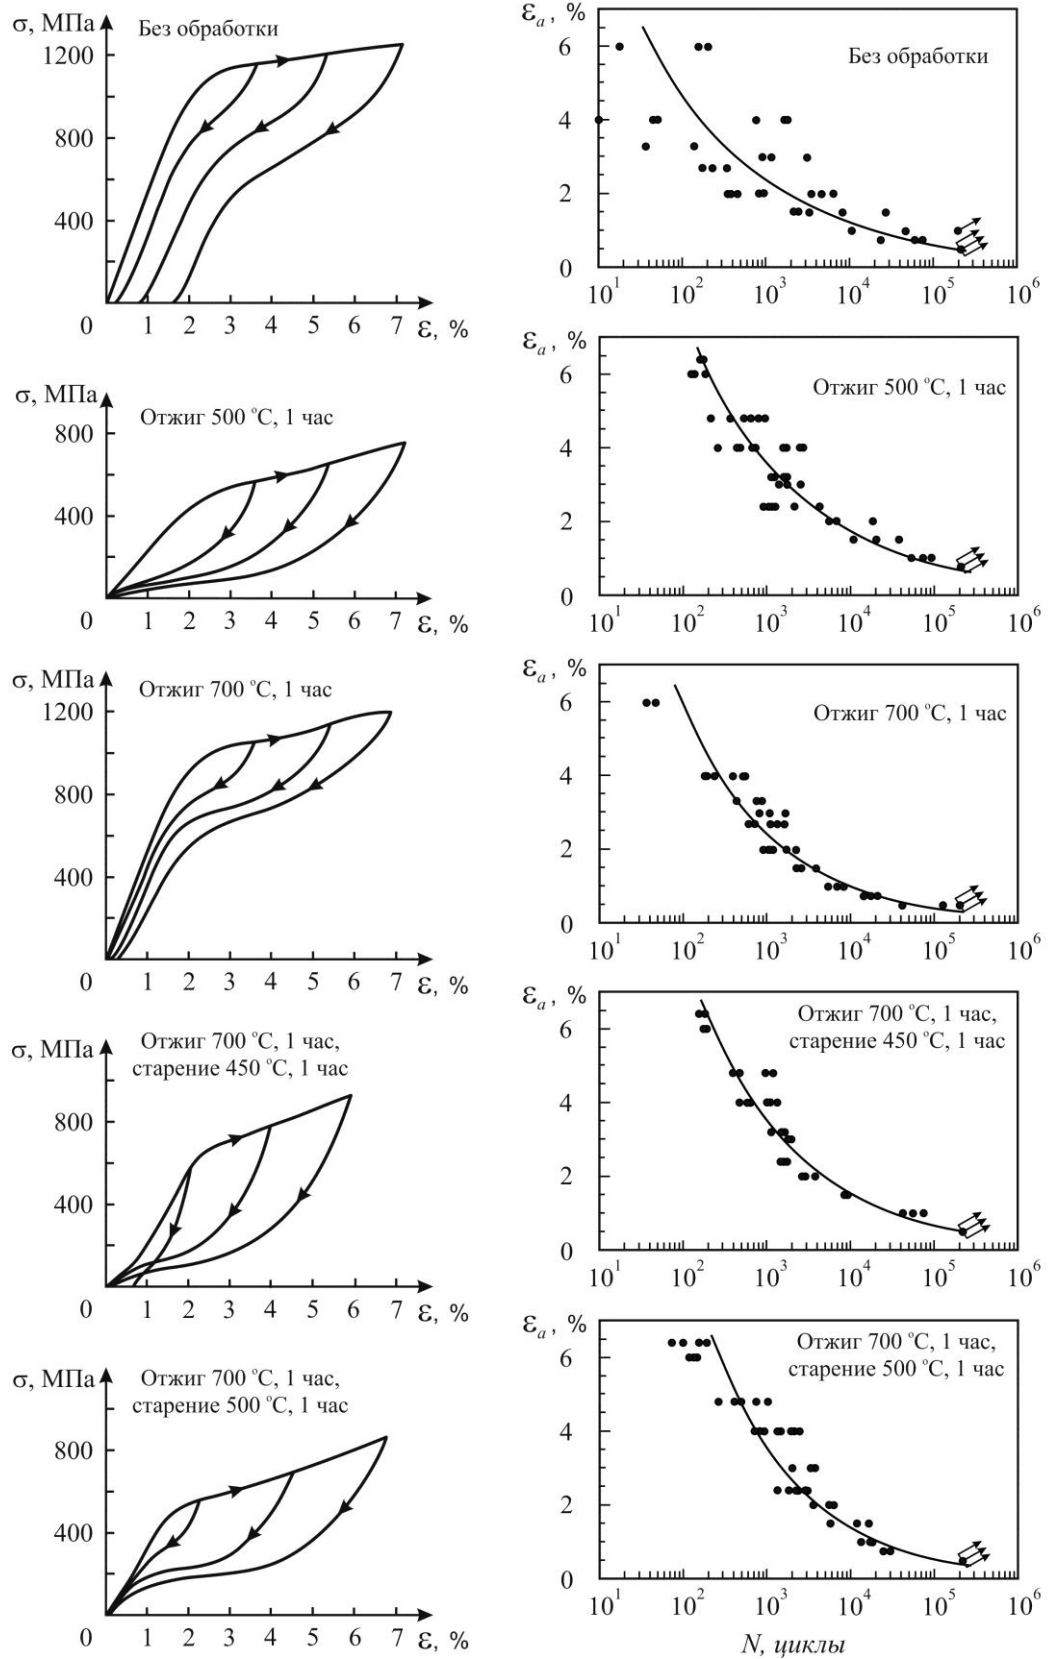 σ, МПа
Без обработки
1200
800
400
0 1 2 3 4 5 6 7 ε, %
εa, %
Без обработки
6
4
2
0
10^1 10^2 10^3 10^4 10^5 10^6
σ, МПа
Отжиг 500 °C, 1 час
800
400
0 1 2 3 4 5 6 7 ε, %
εa, %
Отжиг 500 °C, 1 час
6
4
2
0
10^1 10^2 10^3 10^4 10^5 10^6
σ, МПа
Отжиг 700 °C, 1 час
1200
800
400
0 1 2 3 4 5 6 7 ε, %
εa, %
Отжиг 700 °C, 1 час
6
4
2
0
10^1 10^2 10^3 10^4 10^5 10^6
σ, МПа
Отжиг 700 °C, 1 час,
старение 450 °C, 1 час
800
400
0 1 2 3 4 5 6 7 ε, %
εa, %
Отжиг 700 °C, 1 час,
старение 450 °C, 1 час
6
4
2
0
10^1 10^2 10^3 10^4 10^5 10^6
σ, МПа
Отжиг 700 °C, 1 час,
старение 500 °C, 1 час
800
400
0 1 2 3 4 5 6 7 ε, %
εa, %
Отжиг 700 °C, 1 час,
старение 500 °C, 1 час
6
4
2
0
10^1 10^2 10^3 10^4 10^5 10^6
N, циклы